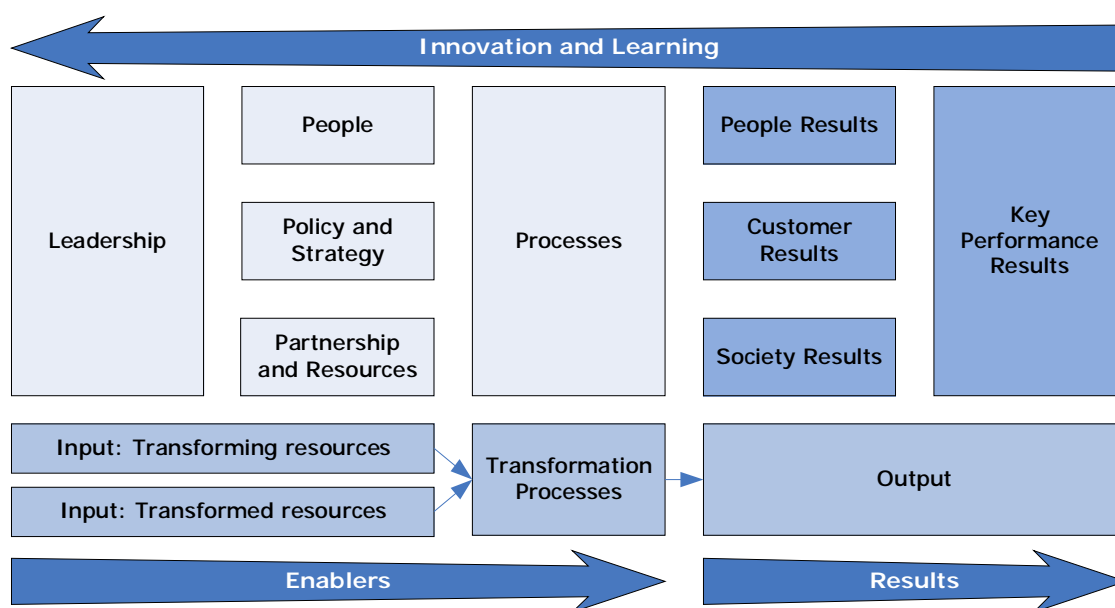 Innovation and Learning
Leadership
People
Policy and
Strategy
Partnership
and Resources
Processes
People Results
Customer
Results
Society Results
Key
Performance
Results
Input: Transforming resources
Input: Transformed resources
Transformation
Processes
Output
Enablers
Results